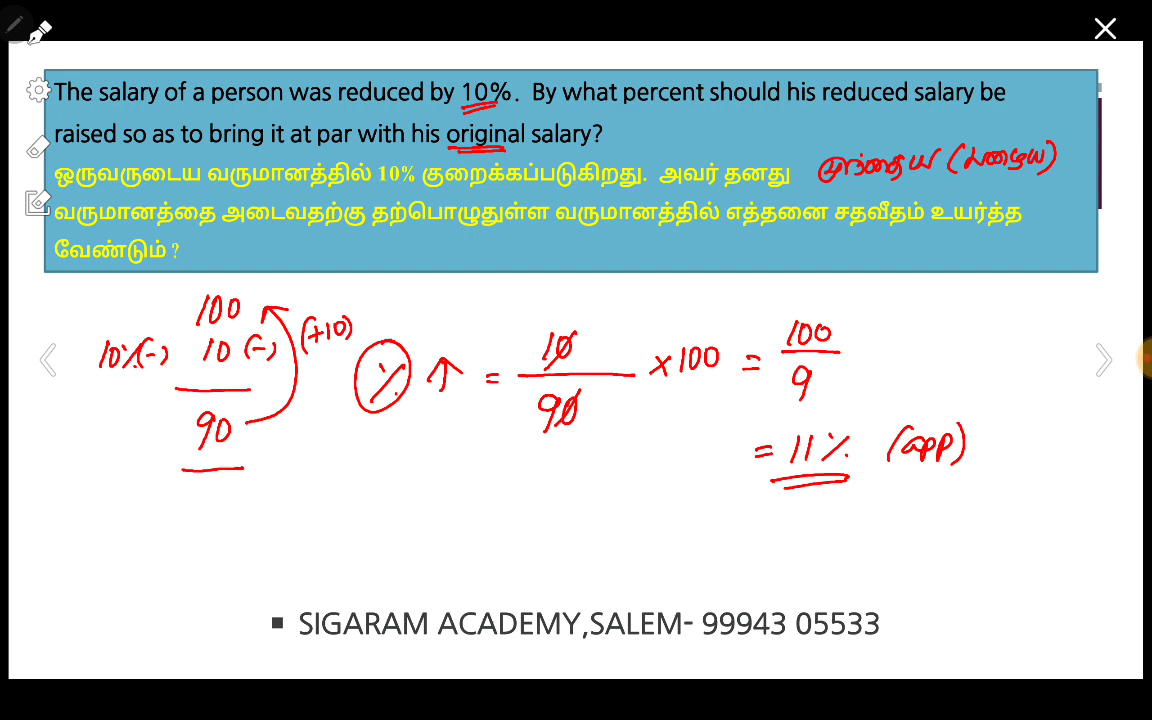 The salary of a person was reduced by 10%. By what percent should his reduced salary be
raised so as to bring it at par with his original salary?
ஒருவருடைய வருமானத்தில் 10% குறைக்கப்படுகிறது. அவர் தனது
முந்தைய (பழைய)
வருமானத்தை அடைவதற்கு தற்பொழுதுள்ள வருமானத்தில் எத்தனை சதவீதம் உயர்த்த
வேண்டும் ?
100
10%(-) 10 (-) (+10)
90
% ↑ = 10/90 × 100 = 100/9
= 11% (app)
▪ SIGARAM ACADEMY,SALEM- 99943 05533